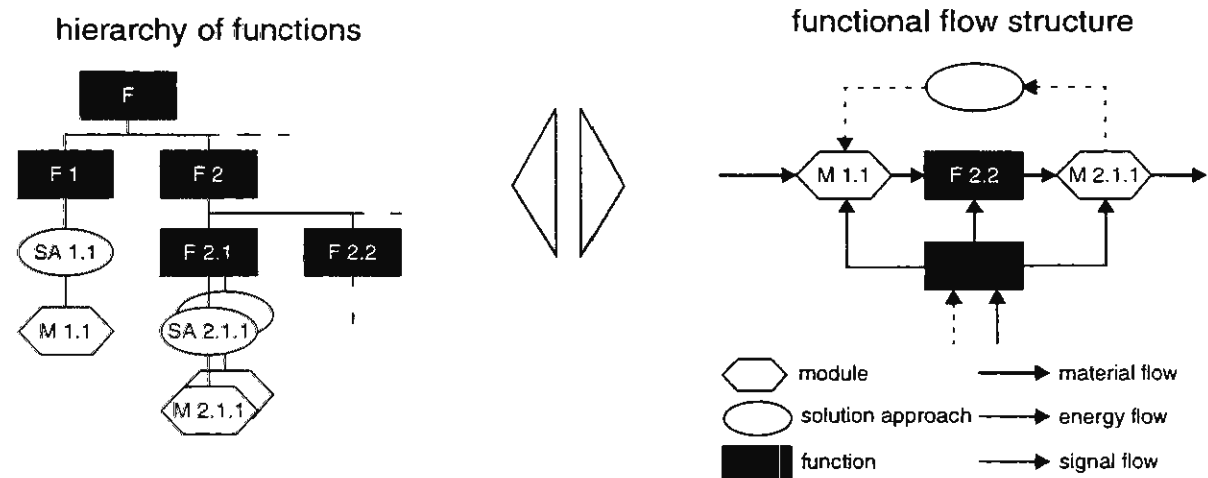 hierarchy of functions
F
F 1
F 2
SA 1.1
F 2.1
F 2.2
M 1.1
SA 2.1.1
M 2.1.1
functional flow structure
M 1.1
F 2.2
M 2.1.1
module
material flow
solution approach
energy flow
function
signal flow